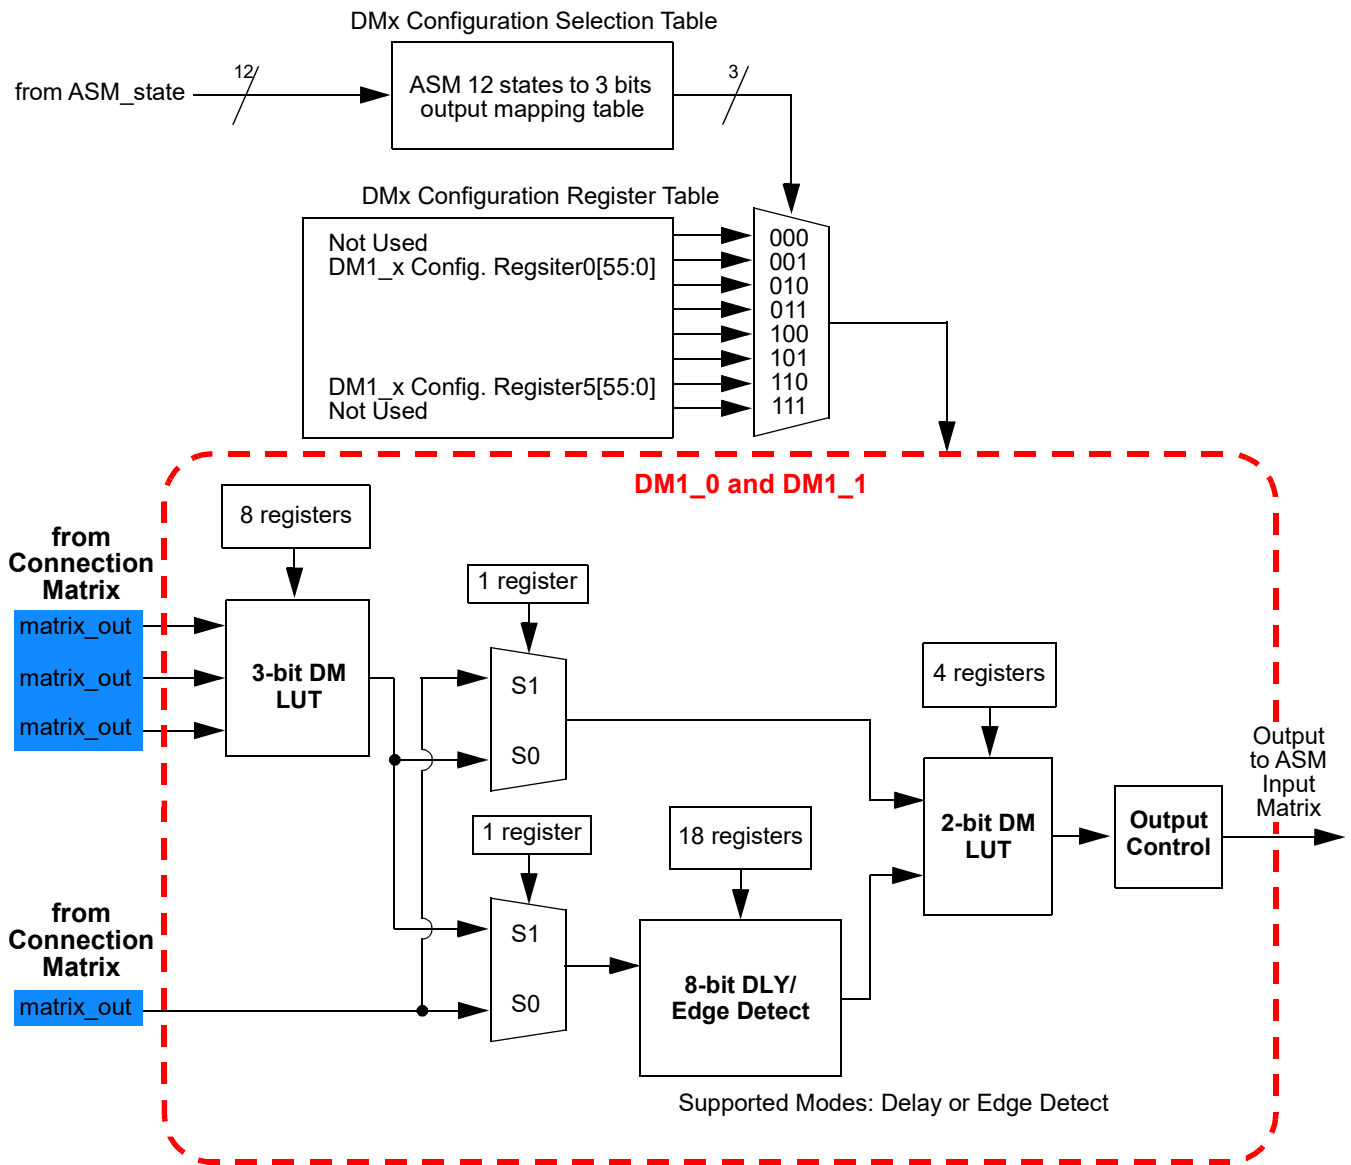 DMx Configuration Selection Table
from ASM_state
12
ASM 12 states to 3 bits
output mapping table
3
DMx Configuration Register Table
Not Used
DM1_x Config. Regsiter0[55:0]
DM1_x Config. Register5[55:0]
Not Used
000
001
010
011
100
101
110
111
DM1_0 and DM1_1
8 registers
from
Connection
Matrix
matrix_out
matrix_out
matrix_out
3-bit DM
LUT
1 register
S1
S0
4 registers
1 register
18 registers
2-bit DM
LUT
Output
Control
Output
to ASM
Input
Matrix
from
Connection
Matrix
matrix_out
S1
S0
8-bit DLY/
Edge Detect
Supported Modes: Delay or Edge Detect